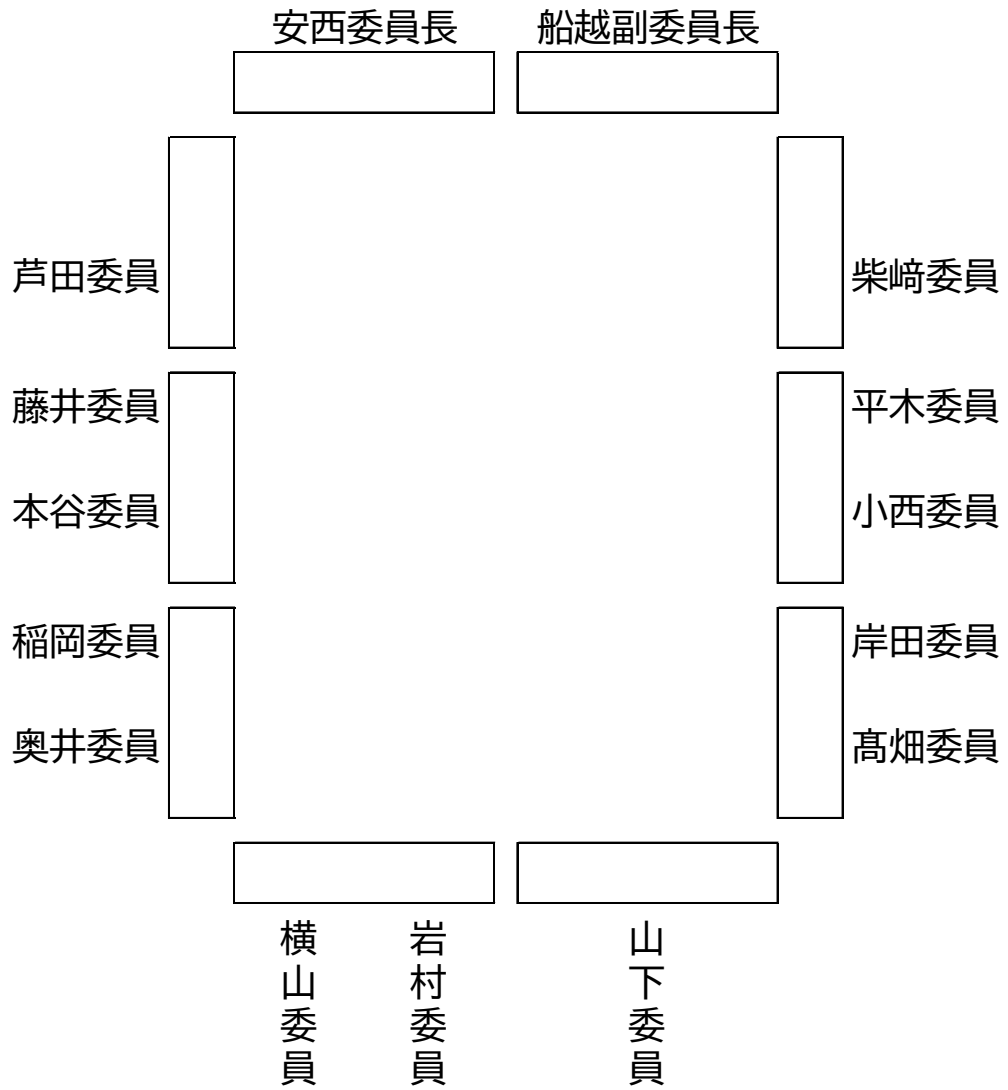 安西委員長 船越副委員長
芦田委員 柴﨑委員
藤井委員 平木委員
本谷委員 小西委員
稲岡委員 岸田委員
奥井委員 髙畑委員
横山委員
岩村委員
山下委員